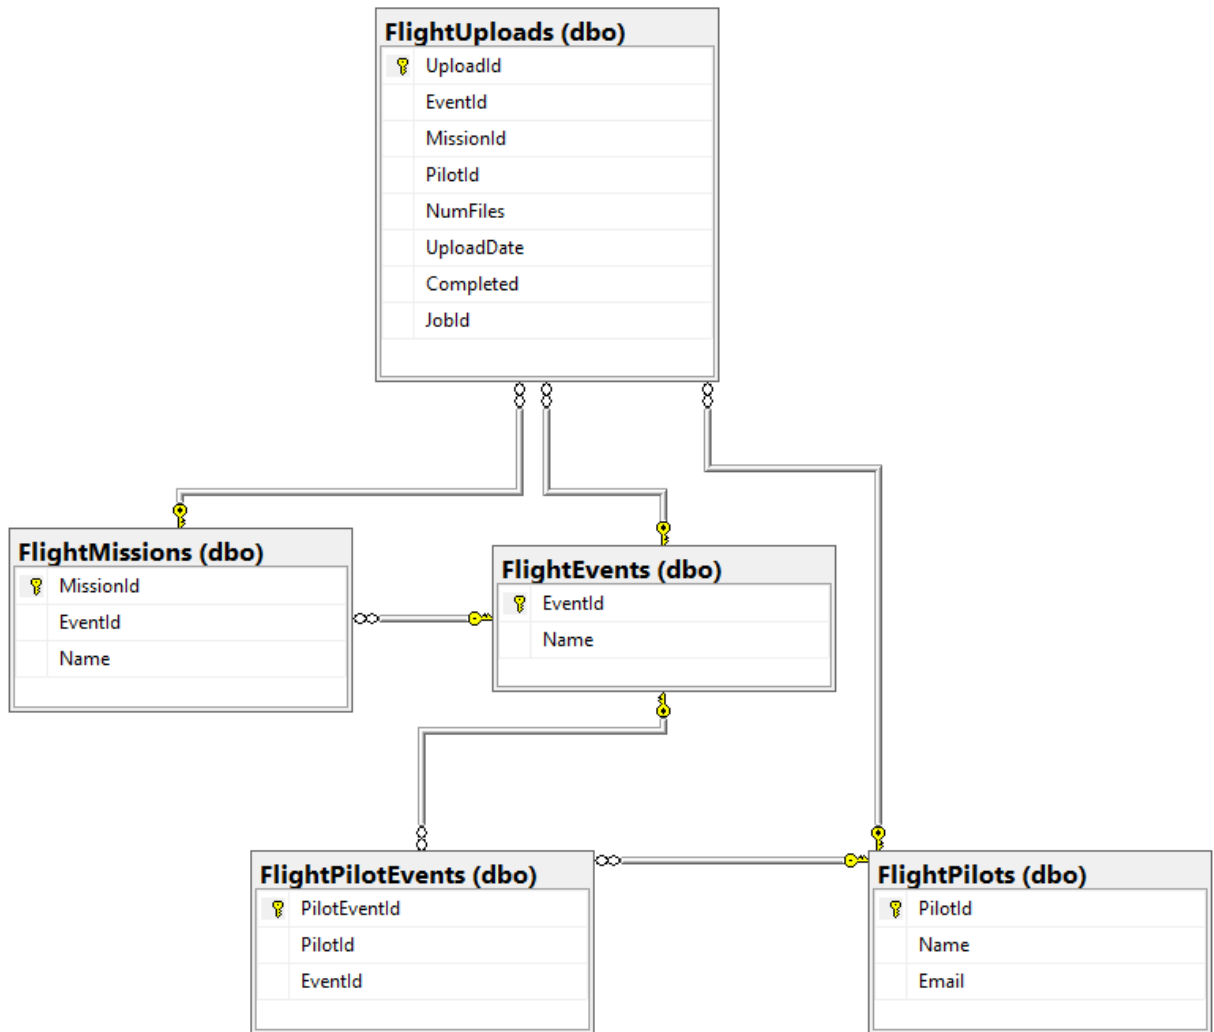 FlightUploads (dbo)
UploadId
EventId
MissionId
PilotId
NumFiles
UploadDate
Completed
JobId
FlightMissions (dbo)
MissionId
EventId
Name
FlightEvents (dbo)
EventId
Name
FlightPilotEvents (dbo)
PilotEventId
PilotId
EventId
FlightPilots (dbo)
PilotId
Name
Email